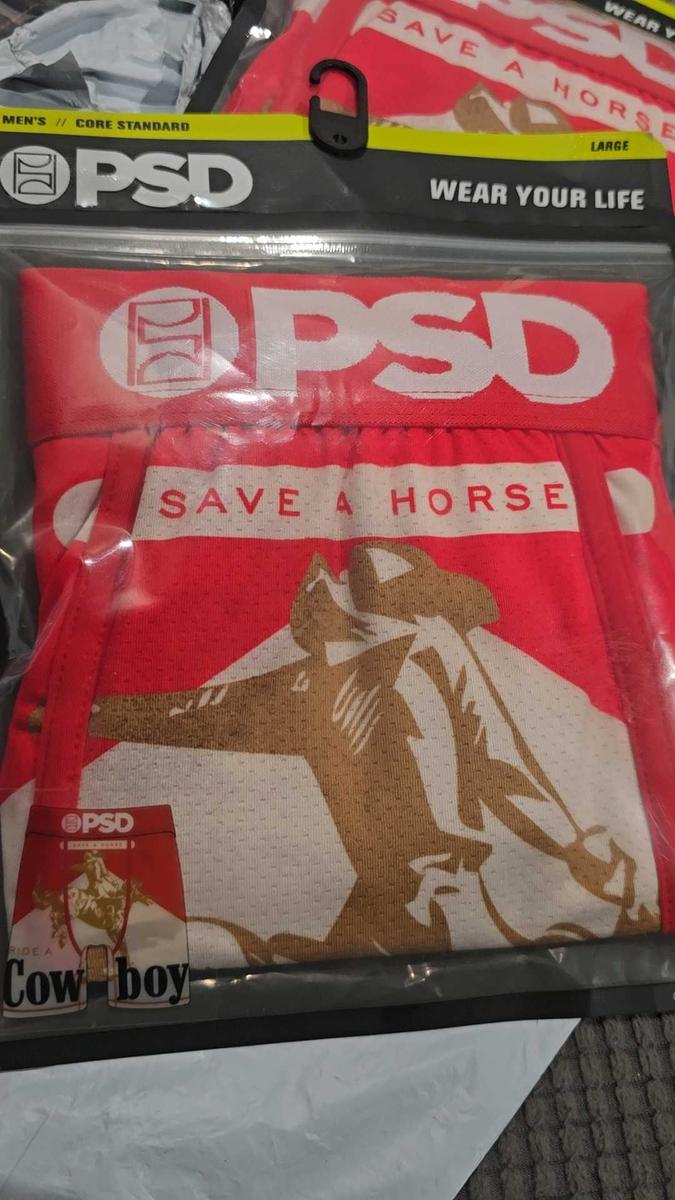 WEAR Y
SAVE A HORSE
MEN'S // CORE STANDARD
LARGE
PSD
WEAR YOUR LIFE
PSD
SAVE A HORSE
PSD
SAVE A HORSE
RIDE A
Cowboy